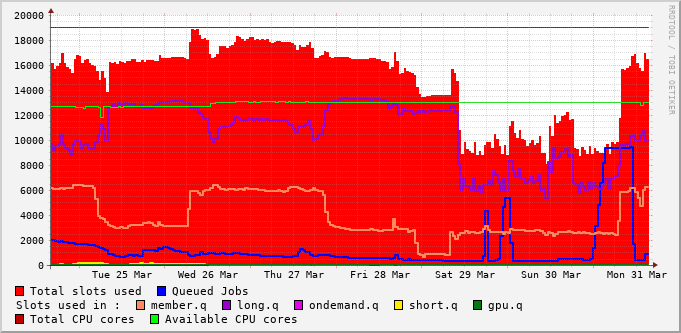 20000
18000
16000
14000
12000
10000
8000
6000
4000
2000
0
Tue 25 Mar Wed 26 Mar Thu 27 Mar Fri 28 Mar Sat 29 Mar Sun 30 Mar Mon 31 Mar
Total slots used Queued Jobs
Slots used in : member.q long.q ondemand.q short.q gpu.q
Total CPU cores Available CPU cores
RRDTOOL / TOBI OETIKER